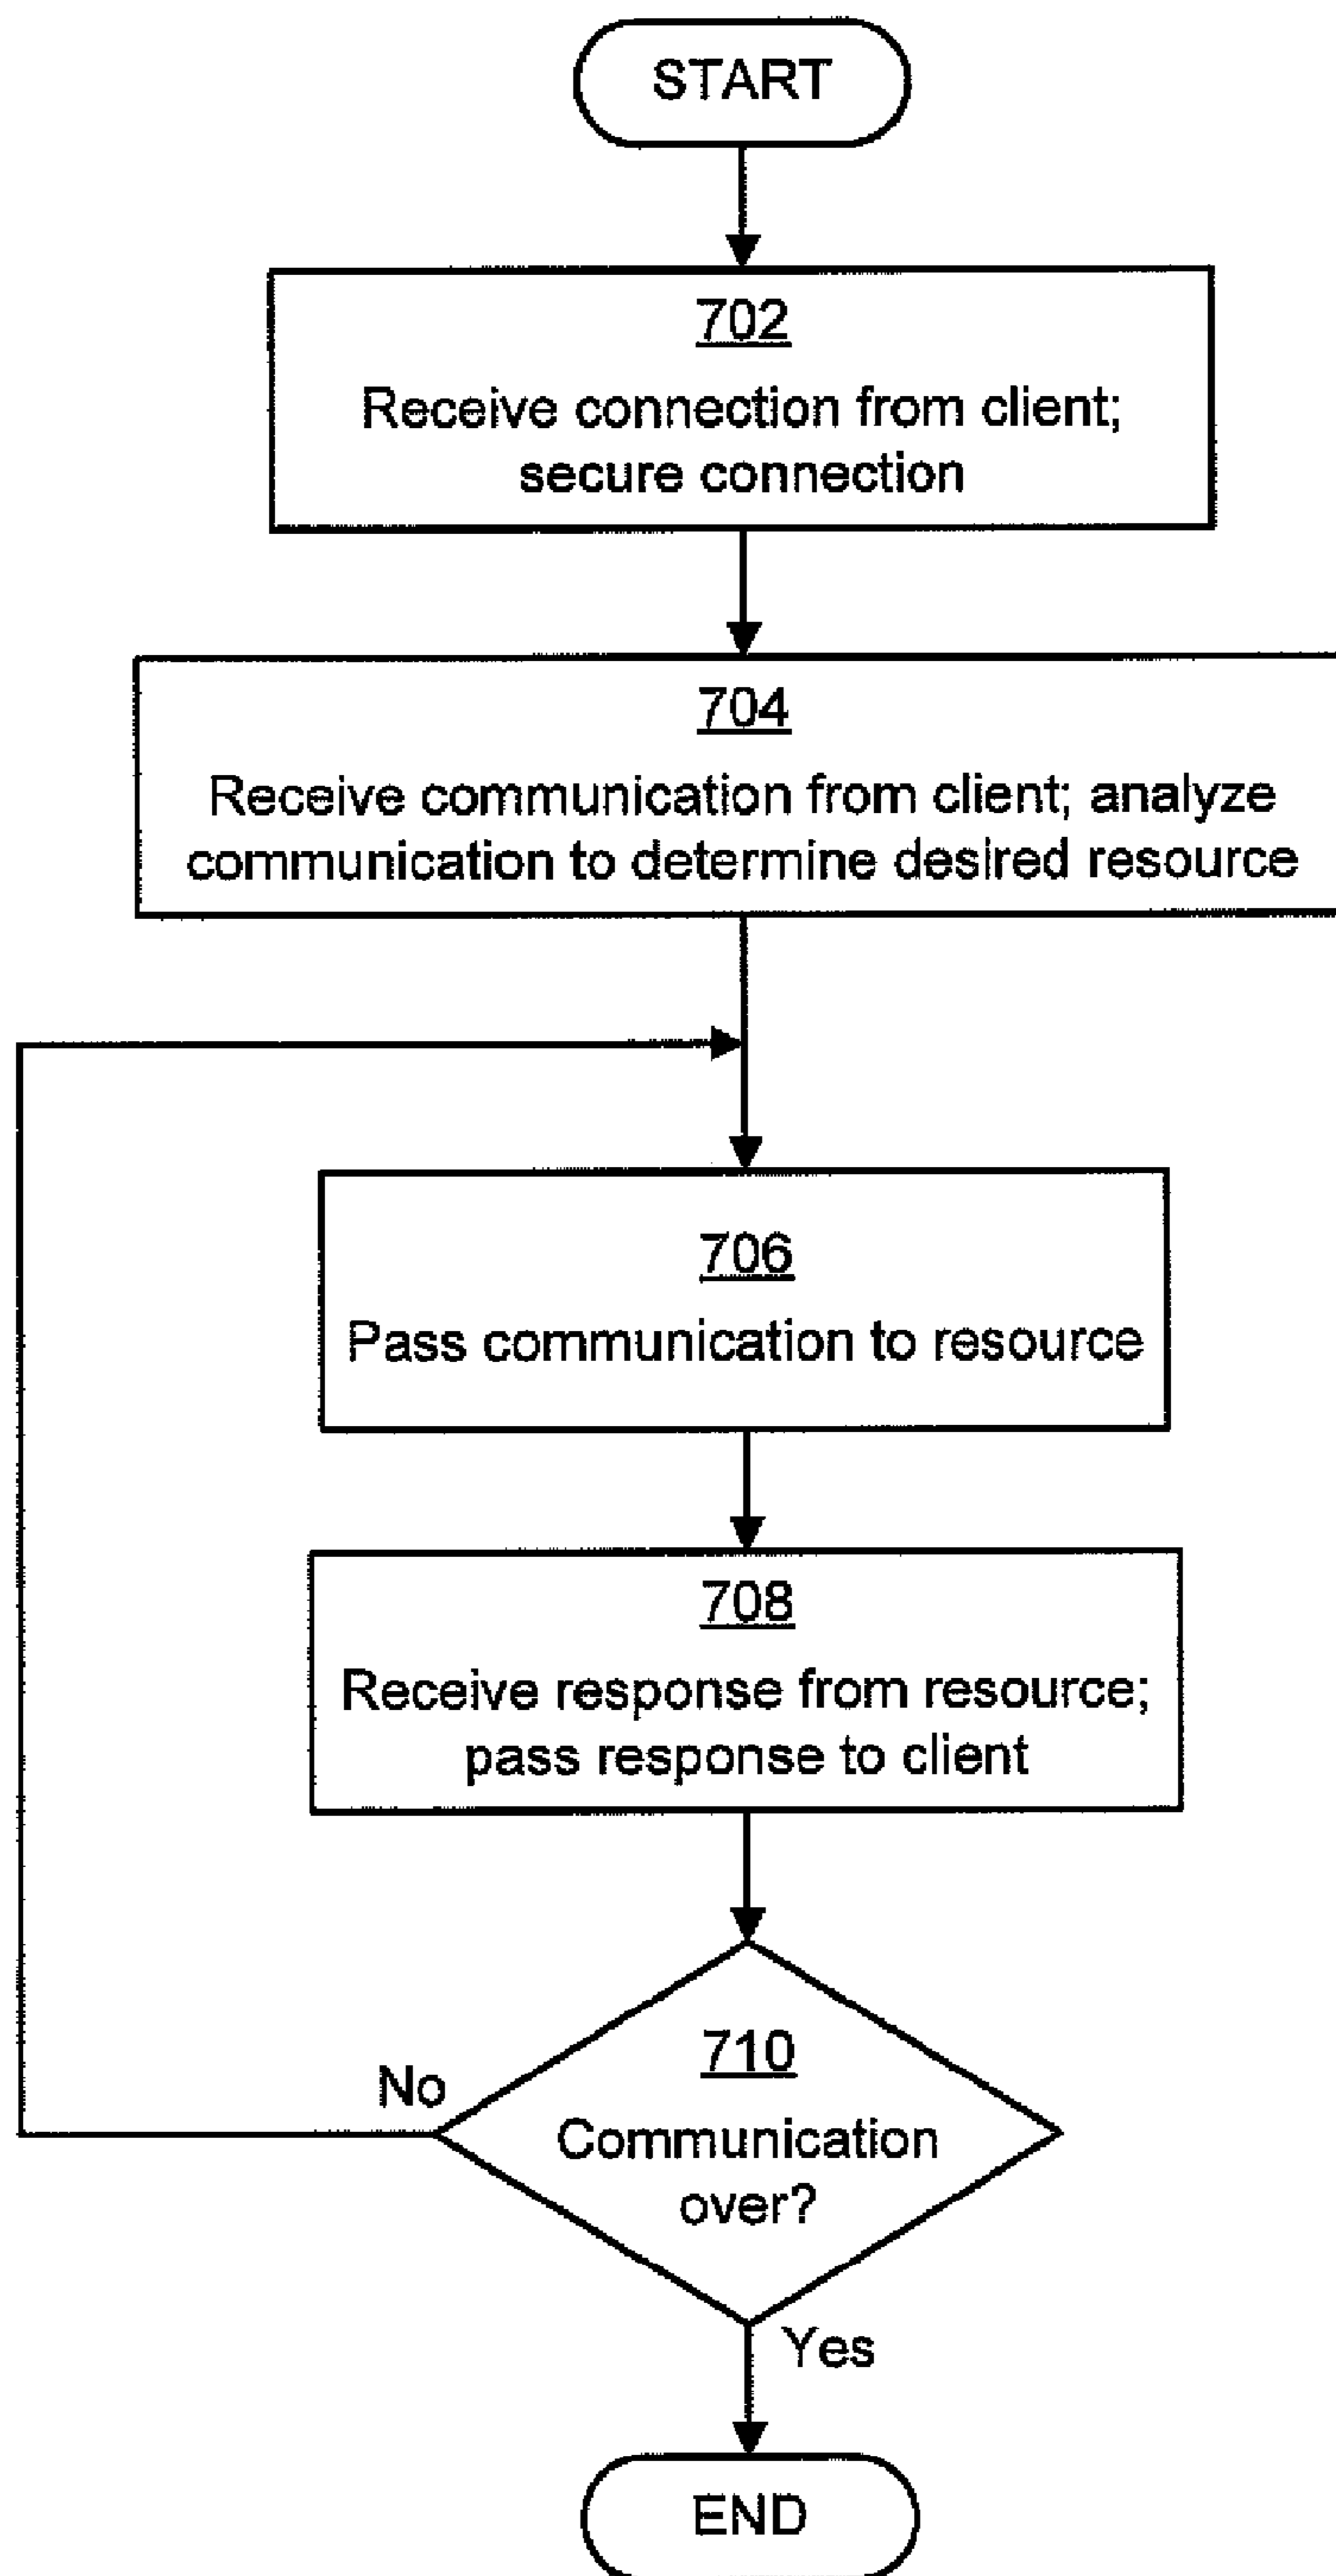 START
702
Receive connection from client;
secure connection
704
Receive communication from client; analyze
communication to determine desired resource
706
Pass communication to resource
708
Receive response from resource;
pass response to client
710
No
Communication
over?
Yes
END